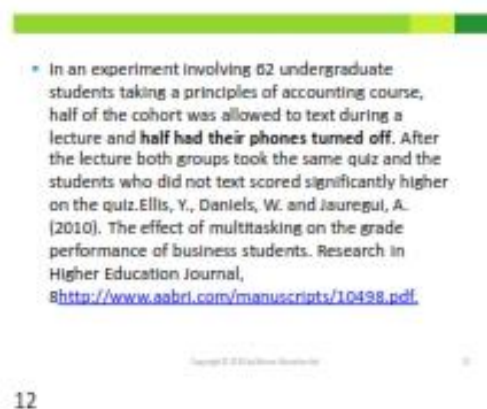 In an experiment involving 62 undergraduate
students taking a principles of accounting course,
half of the cohort was allowed to text during a
lecture and half had their phones turned off. After
the lecture both groups took the same quiz and the
students who did not text scored significantly higher
on the quiz.Ellis, Y., Daniels, W. and Jauregui, A.
(2010). The effect of multitasking on the grade
performance of business students. Research in
Higher Education Journal,
8http://www.aabri.com/manuscripts/10498.pdf.
12